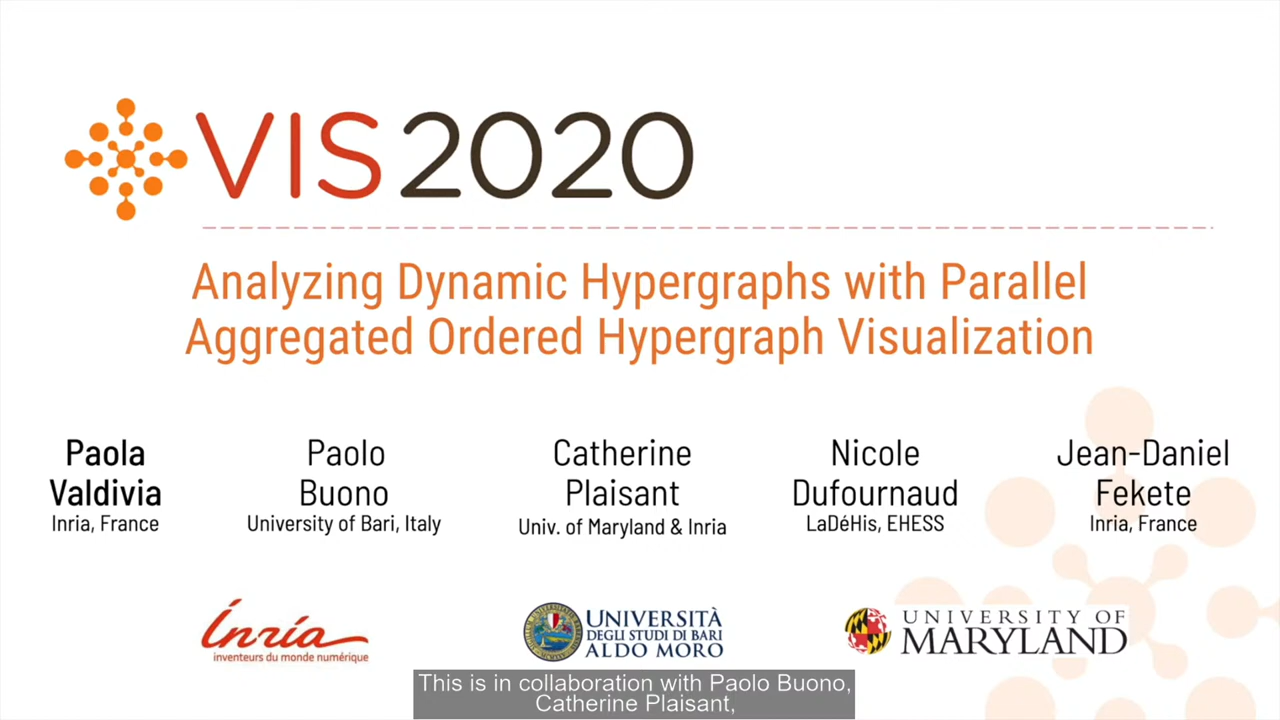 VIS2020
Analyzing Dynamic Hypergraphs with Parallel
Aggregated Ordered Hypergraph Visualization
Paola
Valdivia
Inria, France
Paolo
Buono
University of Bari, Italy
Catherine
Plaisant
Univ. of Maryland & Inria
Nicole
Dufournaud
LaDéHis, EHESS
Jean-Daniel
Fekete
Inria, France
Inria
inventeurs du monde numérique
UNIVERSITÀ
DEGLI STUDI DI BARI
ALDO MORO
UNIVERSITY OF
MARYLAND
This is in collaboration with Paolo Buono,
Catherine Plaisant,